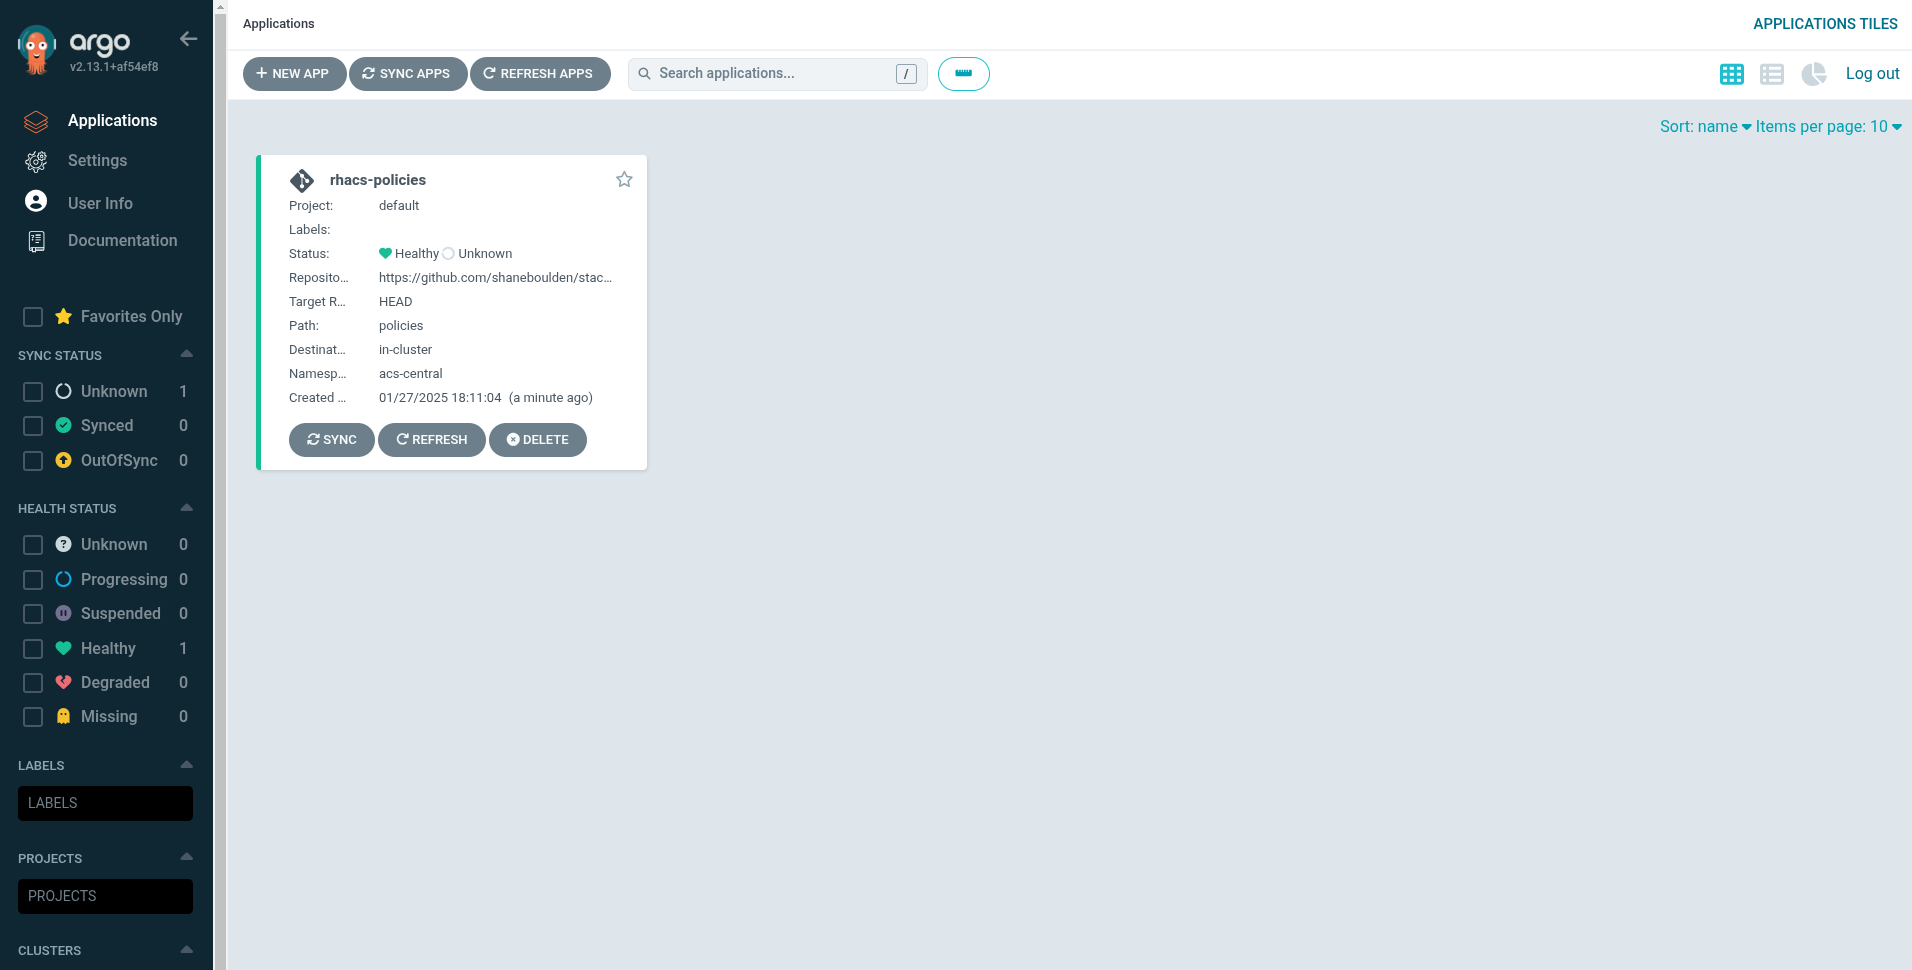 argo
v2.13.1+af54ef8
Applications
Settings
User Info
Documentation
Favorites Only
SYNC STATUS
Unknown 1
Synced 0
OutOfSync 0
HEALTH STATUS
Unknown 0
Progressing 0
Suspended 0
Healthy 1
Degraded 0
Missing 0
LABELS
LABELS
PROJECTS
PROJECTS
CLUSTERS
Applications
APPLICATIONS TILES
NEW APP SYNC APPS REFRESH APPS Search applications... / Log out
Sort: name Items per page: 10
rhacs-policies
Project: default
Labels:
Status: Healthy Unknown
Reposito... https://github.com/shaneboulden/stac...
Target R... HEAD
Path: policies
Destinat... in-cluster
Namesp... acs-central
Created ... 01/27/2025 18:11:04 (a minute ago)
SYNC REFRESH DELETE